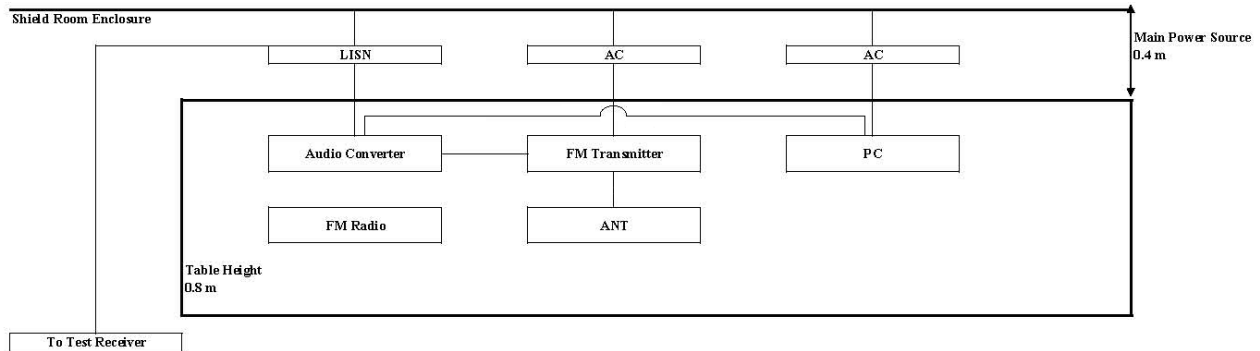 Shield Room Enclosure
Main Power Source
0.4 m
LISN
AC
AC
Audio Converter
FM Transmitter
PC
FM Radio
ANT
Table Height
0.8 m
To Test Receiver